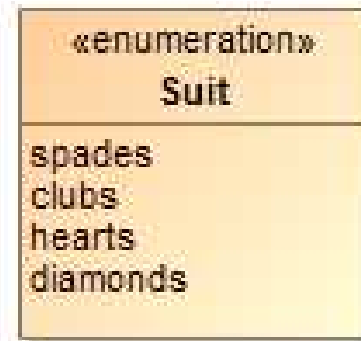 «enumeration»
Suit
spades
clubs
hearts
diamonds